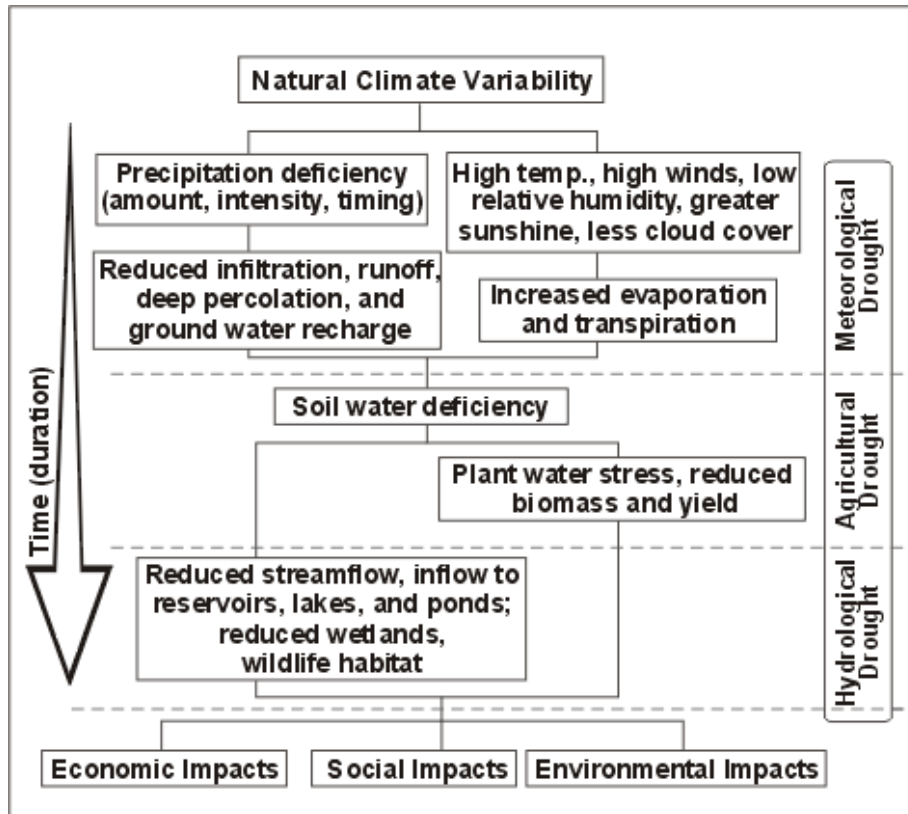 Natural Climate Variability
Precipitation deficiency
(amount, intensity, timing)
High temp., high winds, low
relative humidity, greater
sunshine, less cloud cover
Reduced infiltration, runoff,
deep percolation, and
ground water recharge
Increased evaporation
and transpiration
Meteorological
Drought
Time (duration)
Soil water deficiency
Plant water stress, reduced
biomass and yield
Agricultural
Drought
Reduced streamflow, inflow to
reservoirs, lakes, and ponds;
reduced wetlands,
wildlife habitat
Hydrological
Drought
Economic Impacts
Social Impacts
Environmental Impacts